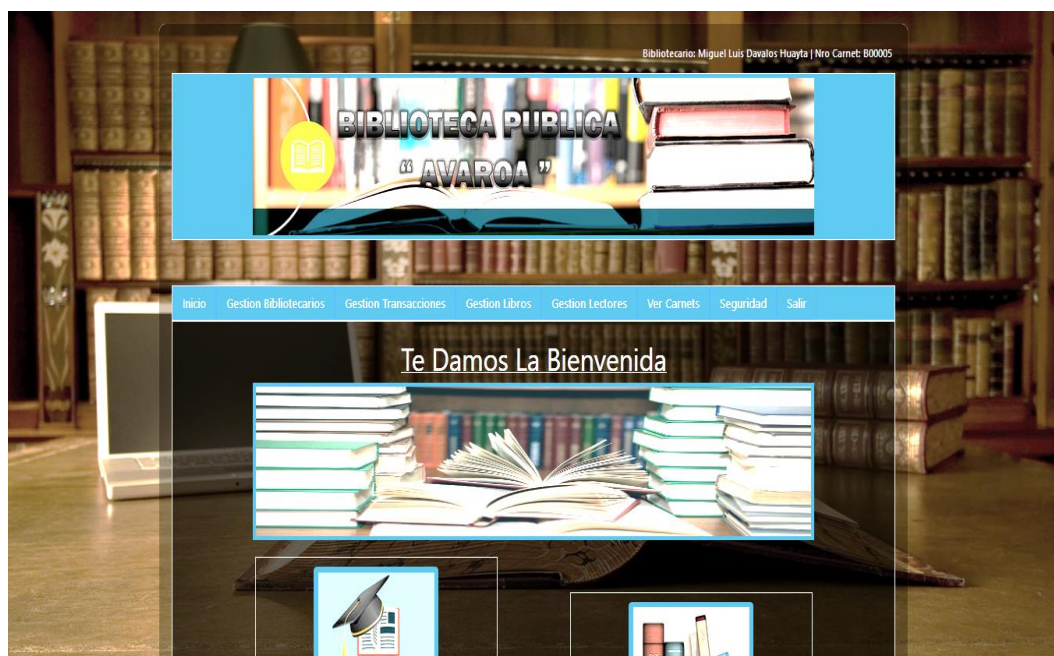 Bibliotecario: Miguel Luis Davalos Huayta | Nro Carnet: B00005
BIBLIOTECA PUBLICA
“ AVAROA ”
Inicio Gestion Bibliotecarios Gestion Transacciones Gestion Libros Gestion Lectores Ver Carnets Seguridad Salir
Te Damos La Bienvenida